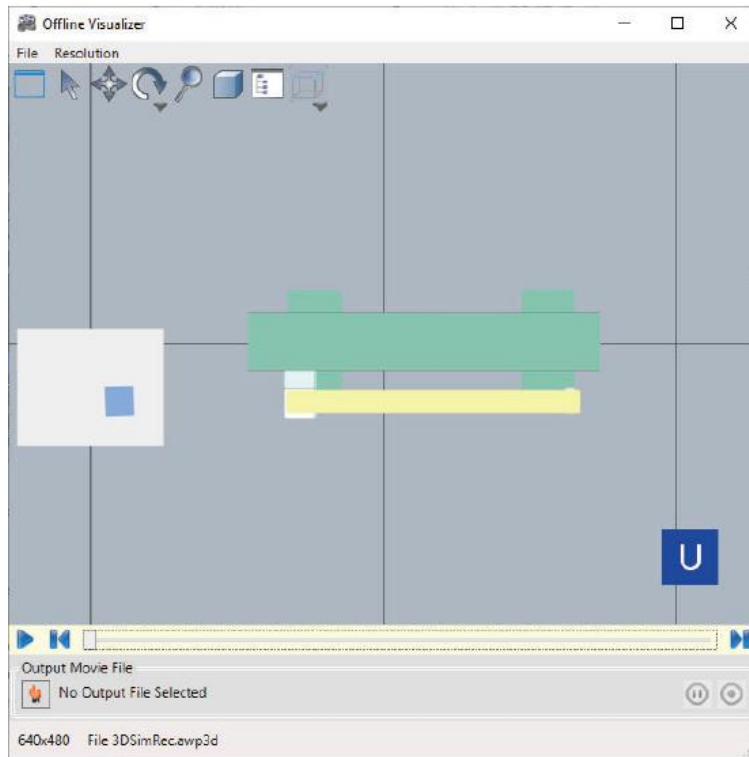 Offline Visualizer
File Resolution
U
Output Movie File
No Output File Selected
640x480 File 3DSimRec.awp3d